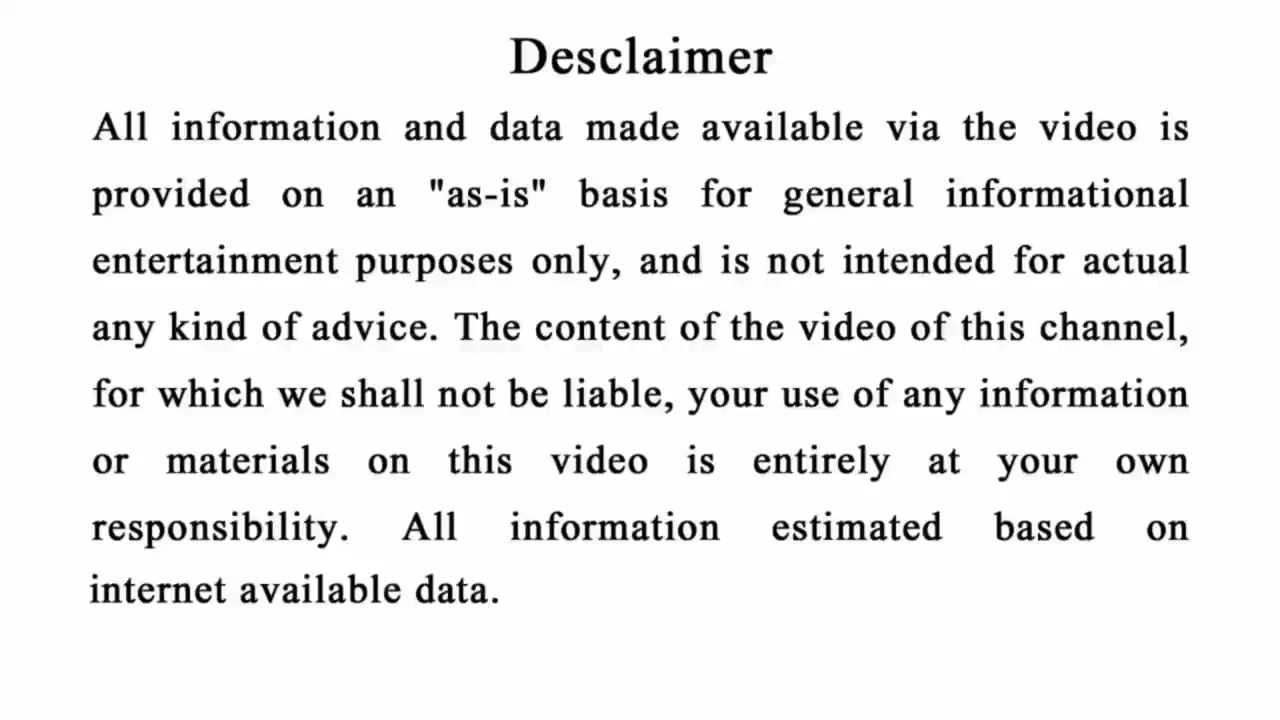 Desclaimer
All information and data made available via the video is
provided on an "as-is" basis for general informational
entertainment purposes only, and is not intended for actual
any kind of advice. The content of the video of this channel,
for which we shall not be liable, your use of any information
or materials on this video is entirely at your own
responsibility. All information estimated based on
internet available data.